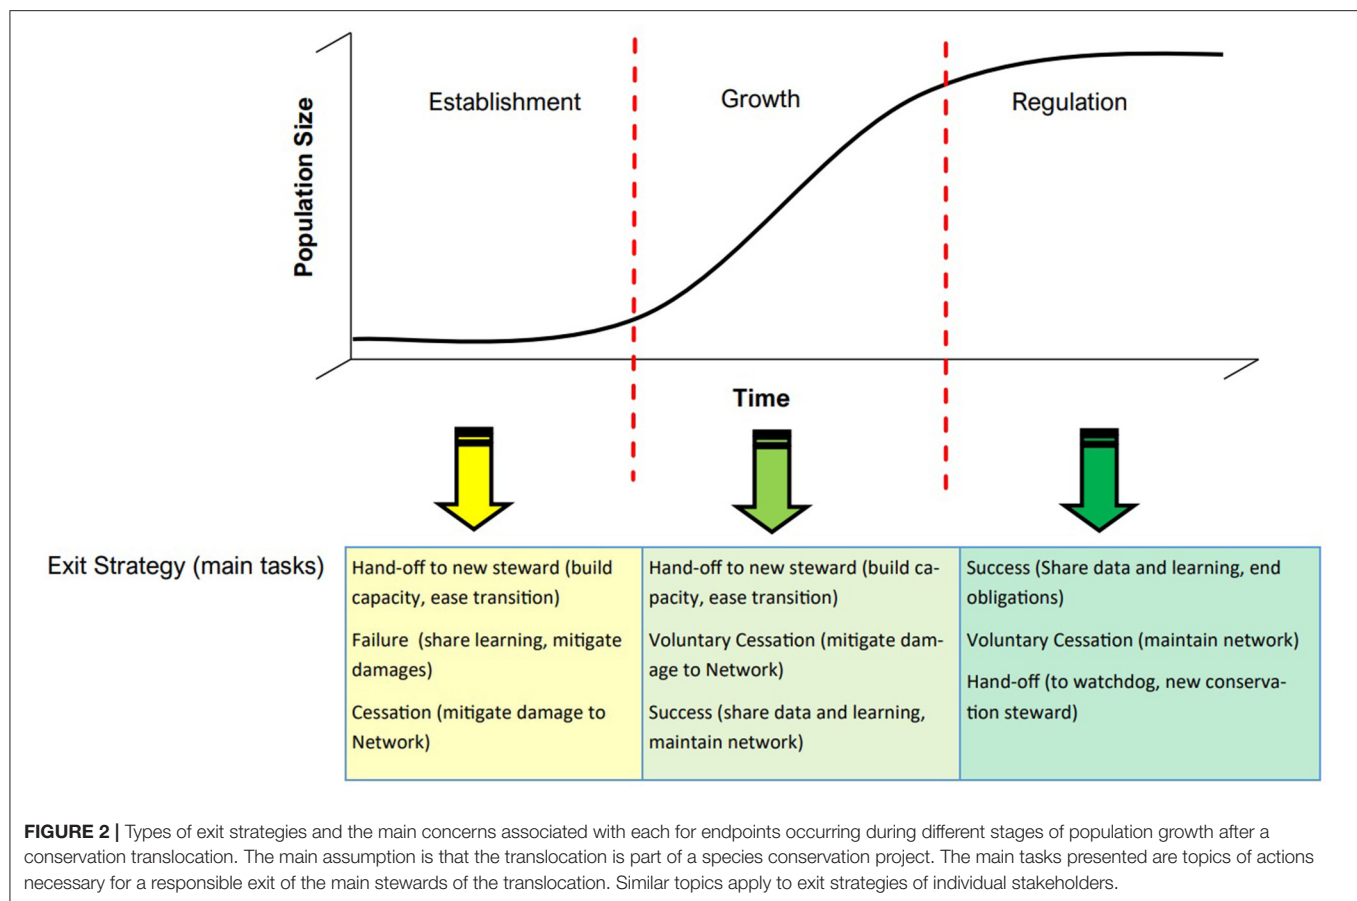 Population Size
Establishment
Growth
Regulation
Time
Exit Strategy (main tasks)
Hand-off to new steward (build
capacity, ease transition)
Failure  (share learning, mitigate
damages)
Cessation (mitigate damage to
Network)
Hand-off to new steward (build ca-
pacity, ease transition)
Voluntary Cessation (mitigate dam-
age to Network)
Success (share data and learning,
maintain network)
Success (Share data and learning, end
obligations)
Voluntary Cessation (maintain network)
Hand-off (to watchdog, new conserva-
tion steward)
FIGURE 2 | Types of exit strategies and the main concerns associated with each for endpoints occurring during different stages of population growth after a
conservation translocation. The main assumption is that the translocation is part of a species conservation project. The main tasks presented are topics of actions
necessary for a responsible exit of the main stewards of the translocation. Similar topics apply to exit strategies of individual stakeholders.